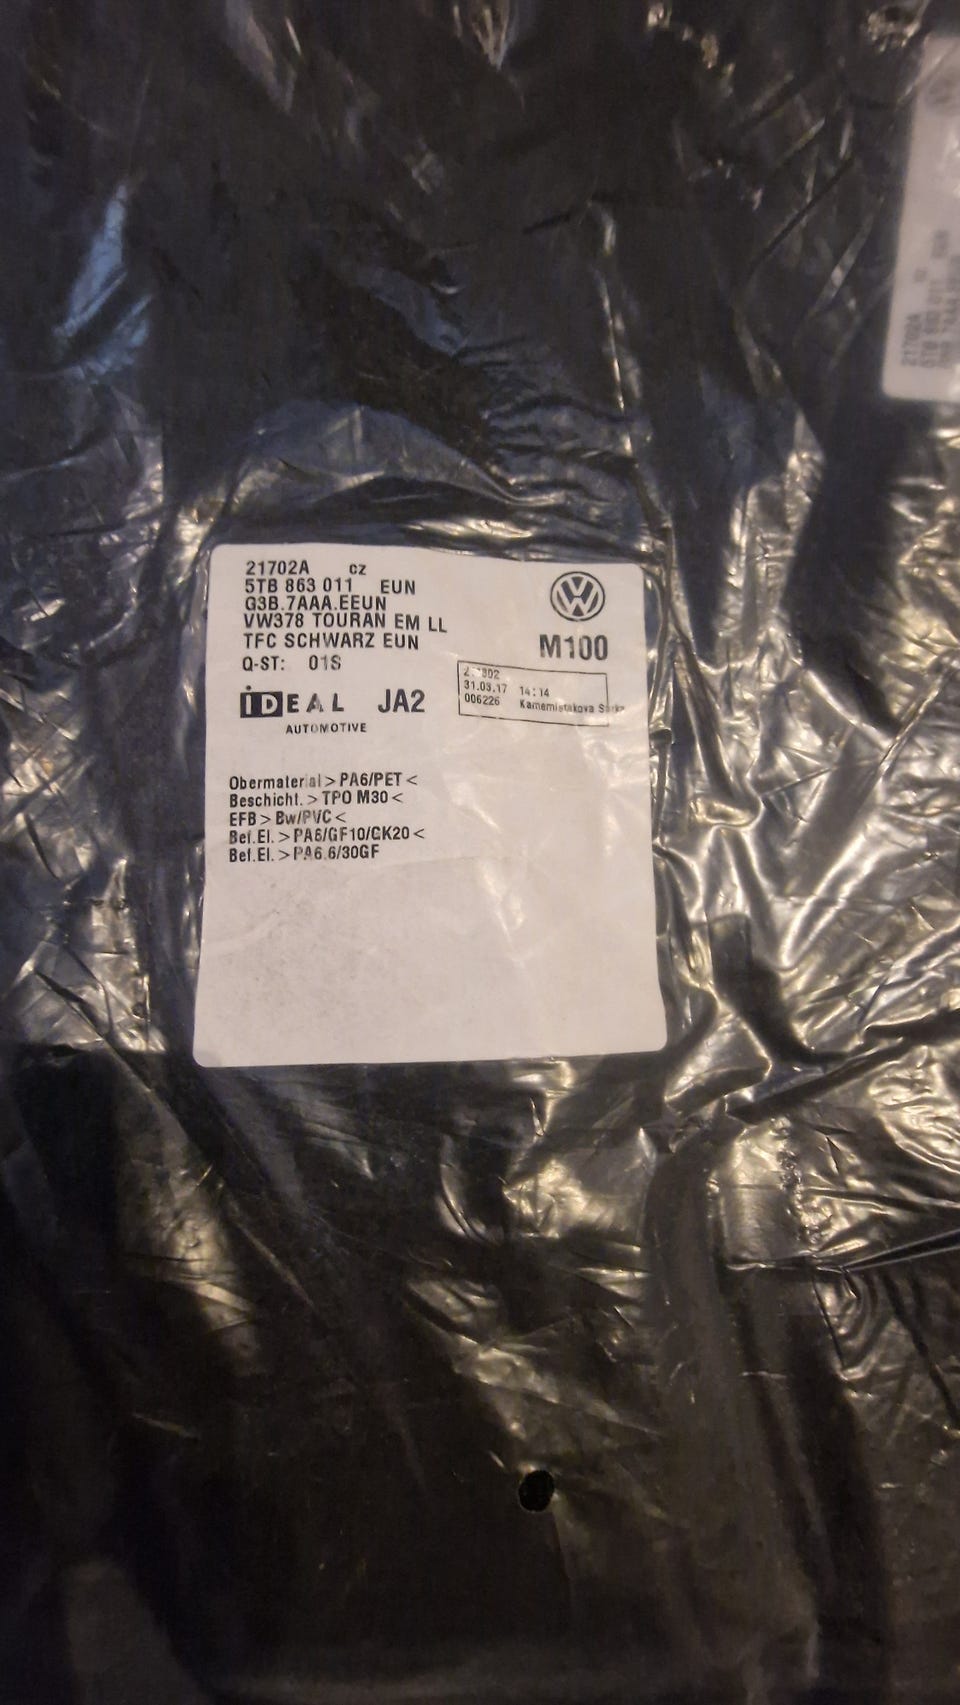 21702A cz
5TB 863 011 EUN
G3B.7AAA.EEUN
VW378 TOURAN EM LL
TFC SCHWARZ EUN
Q-ST: 01S
M100
31.03.17 14:14
006226
iDEAL JA2
AUTOMOTIVE
Obermaterial > PA6/PET <
Beschicht. > TPO M30 <
EFB > Bw/PVC <
Bef.El. > PA6/GF10/GK20 <
Bef.El. > PA6.6/30GF
21702A